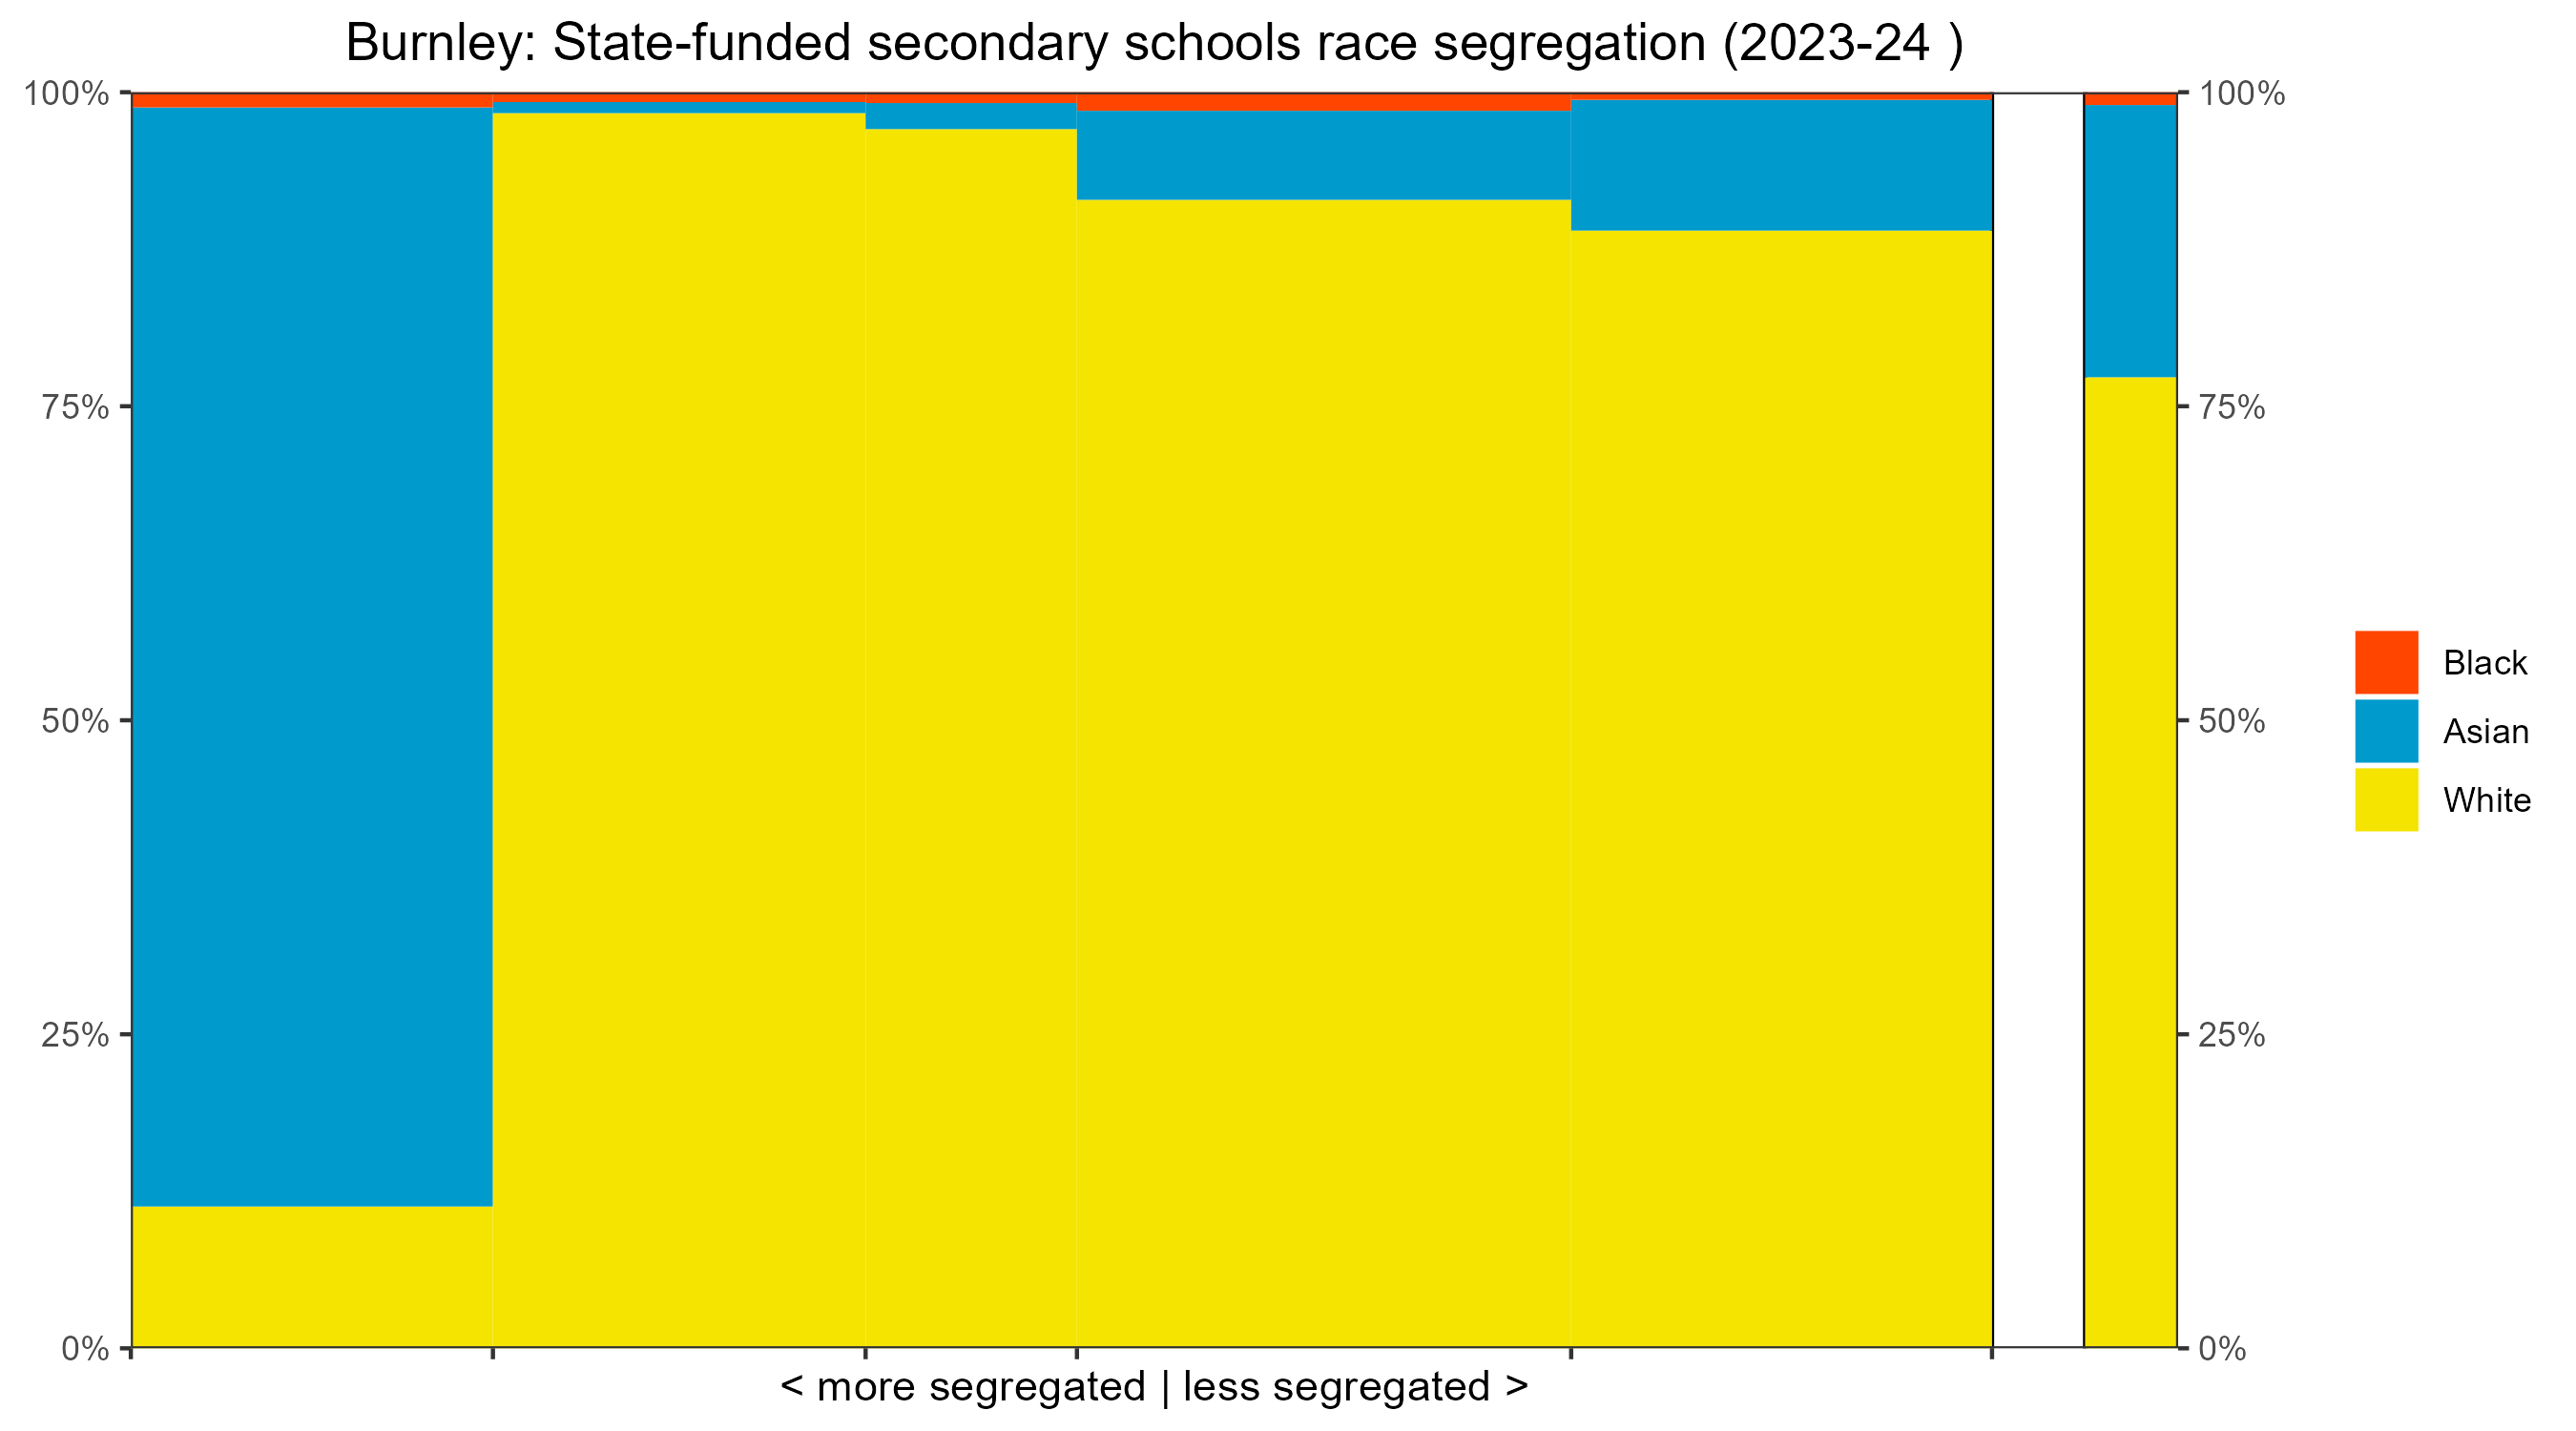 Burnley: State-funded secondary schools race segregation (2023-24 )
100%
75%
50%
25%
0%
100%
75%
50%
25%
0%
Black
Asian
White
< more segregated | less segregated >